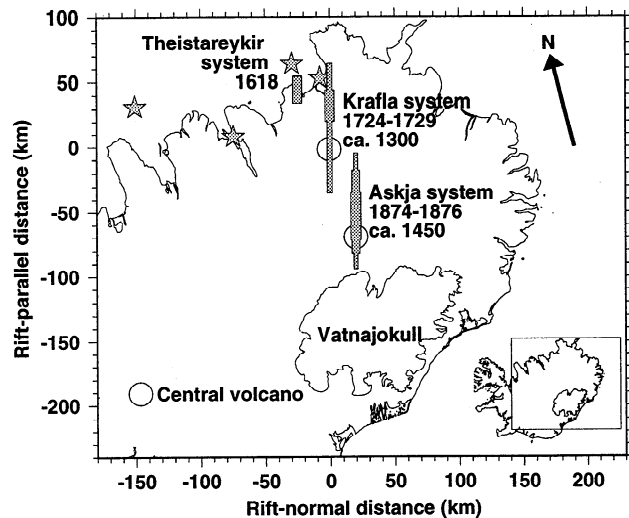 100
50
0
-50
-100
-150
-200
Rift-parallel distance (km)
Theistareykir
system
1618
Krafla system
1724-1729
ca. 1300
Askja system
1874-1876
ca. 1450
N
Vatnajokull
Central volcano
-150 -100 -50 0 50 100 150 200
Rift-normal distance (km)